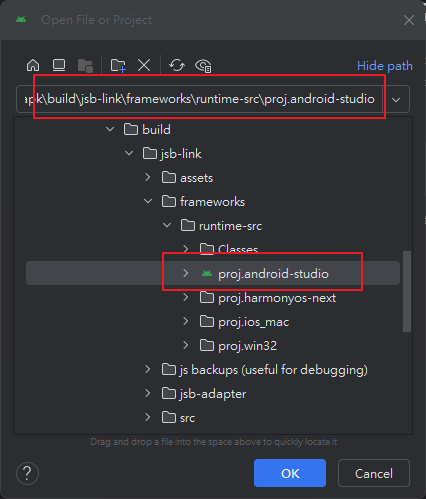 Open File or Project
Hide path
pk\build\jsb-link\frameworks\runtime-src\proj.android-studio
build
jsb-link
assets
frameworks
runtime-src
Classes
proj.android-studio
proj.harmonyos-next
proj.ios_mac
proj.win32
js backups (useful for debugging)
jsb-adapter
src
Drag and drop a file into the space above to quickly locate it
?
OK
Cancel